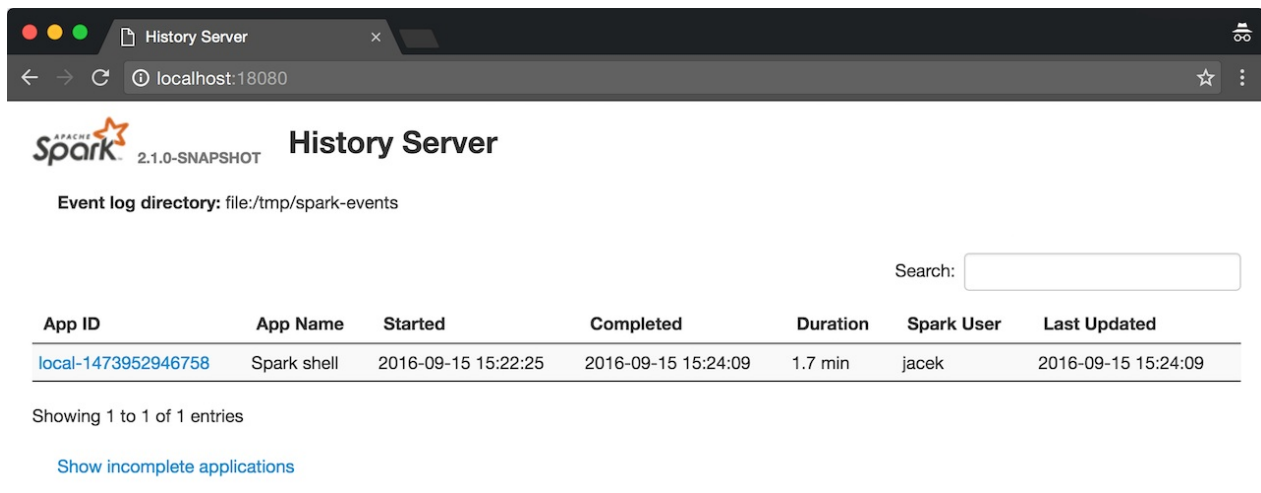 History Server
localhost:18080
APACHE Spark™ 2.1.0-SNAPSHOT History Server
Event log directory: file:/tmp/spark-events
Search:
App ID App Name Started Completed Duration Spark User Last Updated
local-1473952946758 Spark shell 2016-09-15 15:22:25 2016-09-15 15:24:09 1.7 min jacek 2016-09-15 15:24:09
Showing 1 to 1 of 1 entries
Show incomplete applications